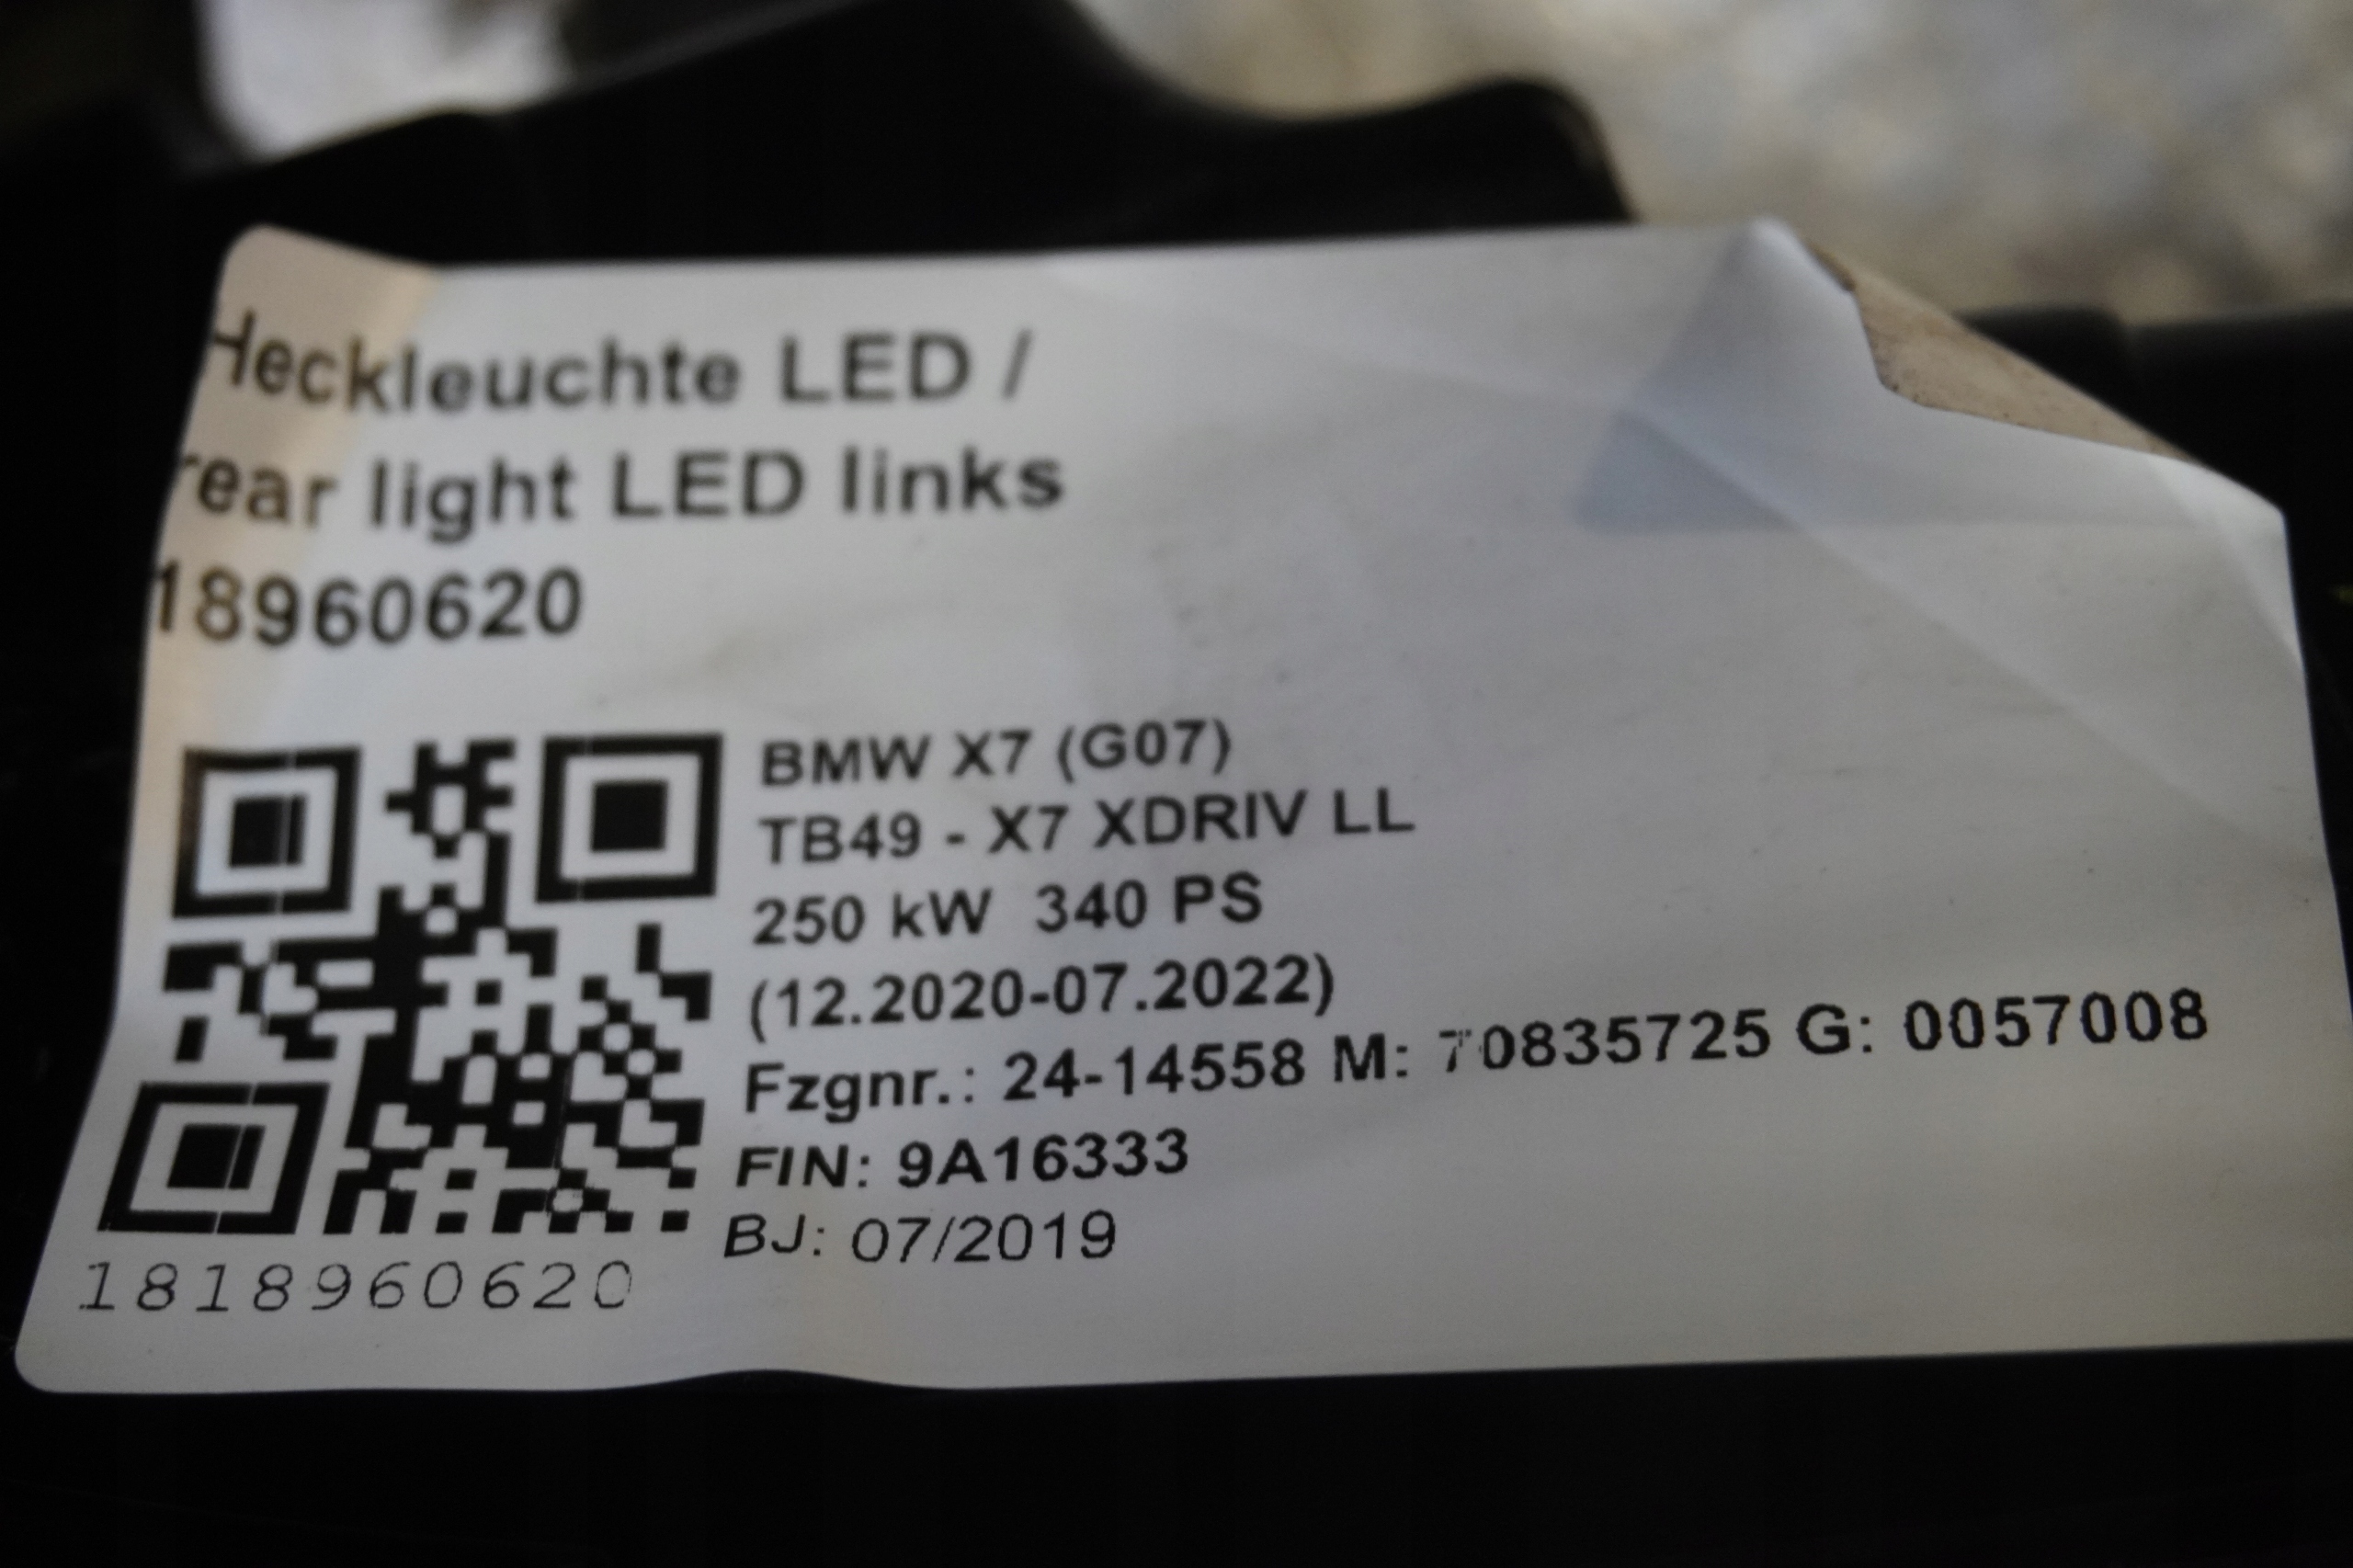 Heckleuchte LED /
rear light LED links
18960620
BMW X7 (G07)
TB49 - X7 XDRIV LL
250 kW 340 PS
(12.2020-07.2022)
Fzgnr.: 24-14558 M: 70835725 G: 0057008
FIN: 9A16333
BJ: 07/2019
1818960620